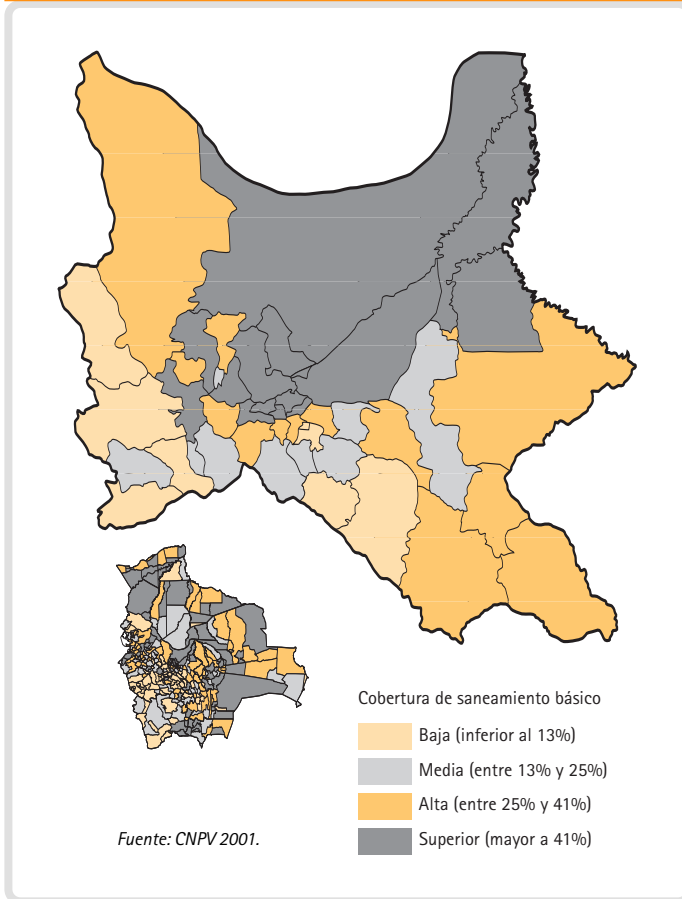 Cobertura de saneamiento básico
Baja (inferior al 13%)
Media (entre 13% y 25%)
Alta (entre 25% y 41%)
Superior (mayor a 41%)
Fuente: CNPV 2001.